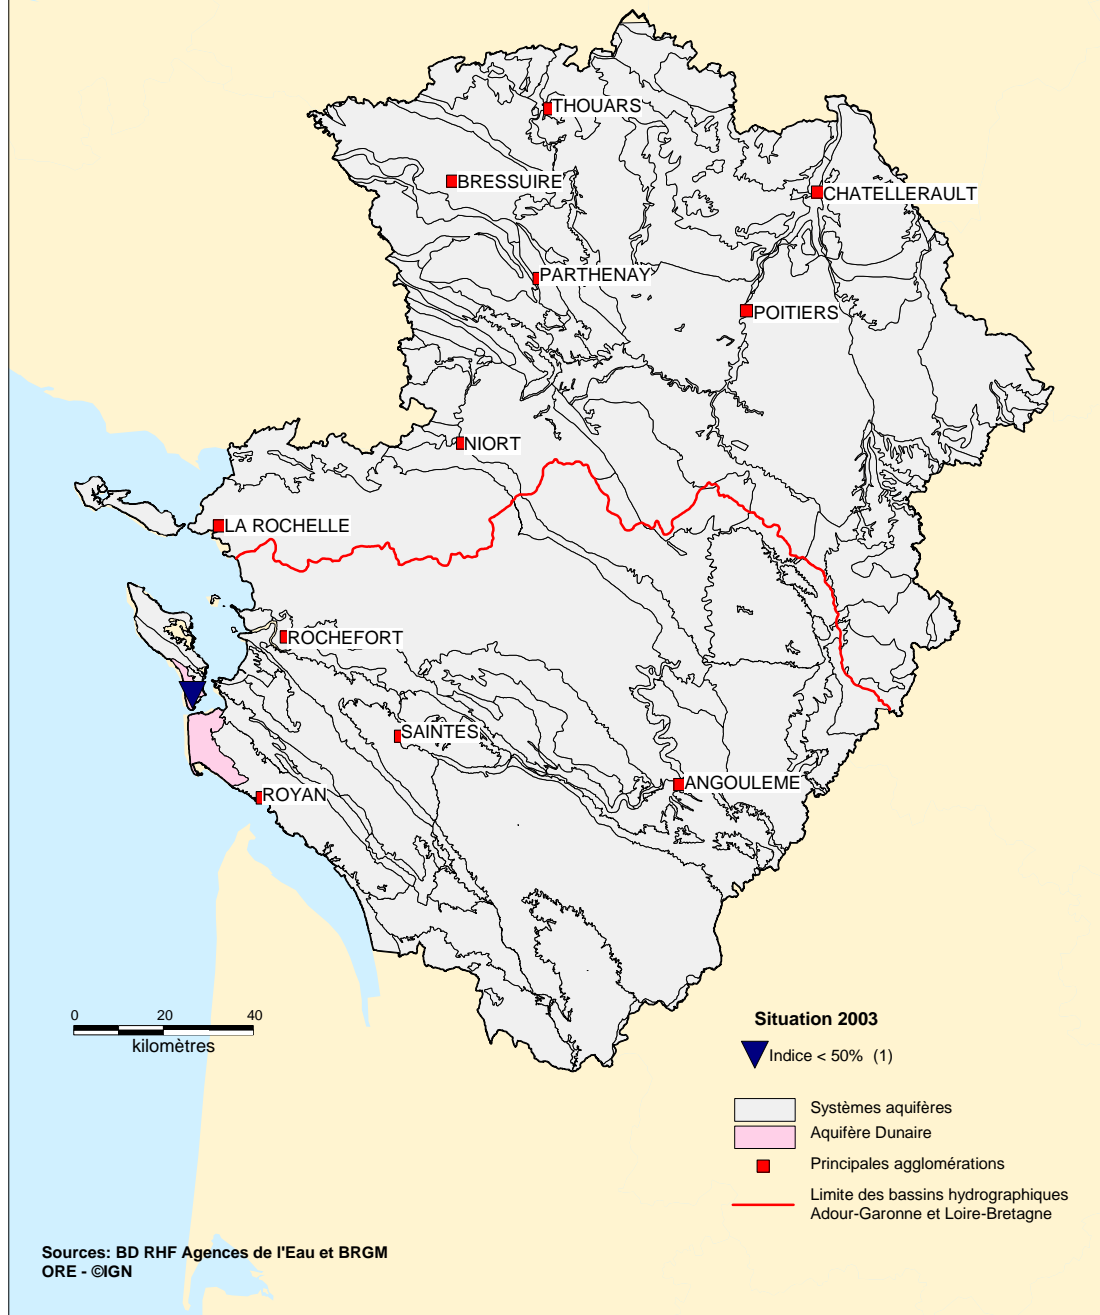 THOUARS
BRESSUIRE
CHATELLERAULT
PARTHENAY
POITIERS
NIORT
LA ROCHELLE
ROCHEFORT
SAINTES
ANGOULEME
ROYAN
0 20 40
kilomètres
Situation 2003
Indice < 50% (1)
Systèmes aquifères
Aquifère Dunaire
Principales agglomérations
Limite des bassins hydrographiques
Adour-Garonne et Loire-Bretagne
Sources: BD RHF Agences de l'Eau et BRGM
ORE - ©IGN